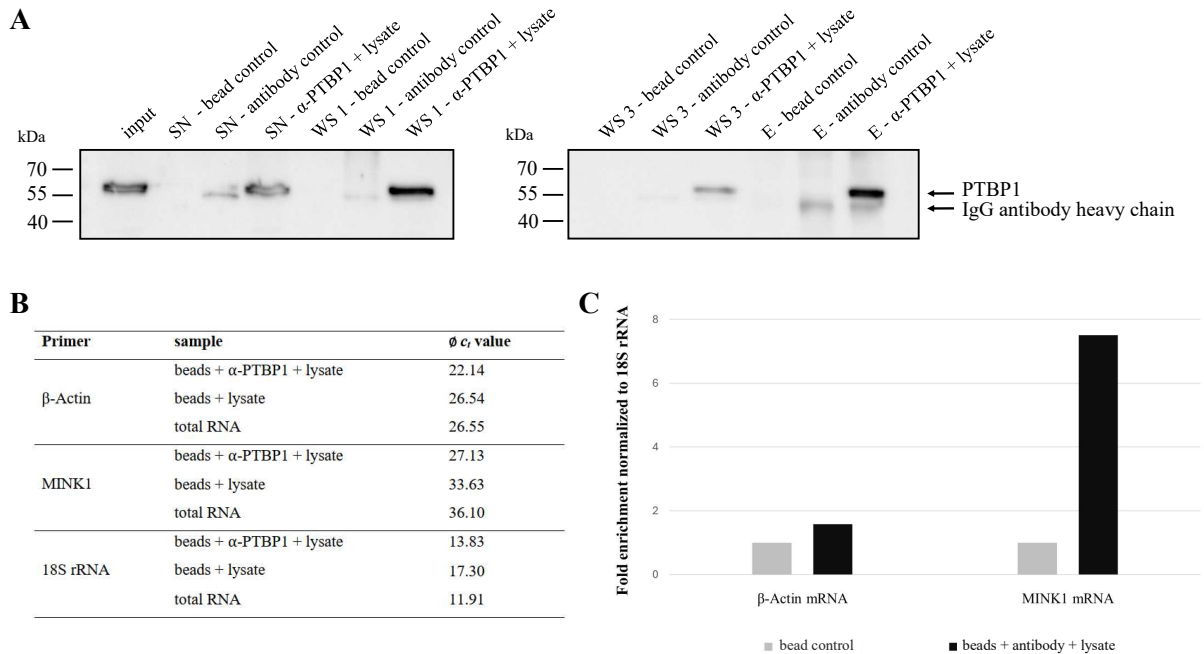 A
input
SN - bead control
SN - antibody control
SN - α-PTBP1 + lysate
WS 1 - bead control
WS 1 - antibody control
WS 1 - α-PTBP1 + lysate
kDa
70
55
40
WS 3 - bead control
WS 3 - antibody control
WS 3 - α-PTBP1 + lysate
E - bead control
E - antibody control
E - α-PTBP1 + lysate
kDa
70
55
40
PTBP1
IgG antibody heavy chain
B
Primer sample ø cₜ value
beads + α-PTBP1 + lysate 22.14
β-Actin beads + lysate 26.54
total RNA 26.55
beads + α-PTBP1 + lysate 27.13
MINK1 beads + lysate 33.63
total RNA 36.10
beads + α-PTBP1 + lysate 13.83
18S rRNA beads + lysate 17.30
total RNA 11.91
C
Fold enrichment normalized to 18S rRNA
8
6
4
2
0
β-Actin mRNA MINK1 mRNA
bead control beads + antibody + lysate